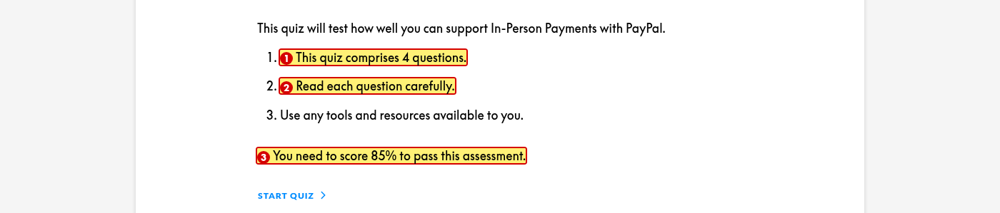 This quiz will test how well you can support In-Person Payments with PayPal.
1. 1 This quiz comprises 4 questions.
2. 2 Read each question carefully.
3. Use any tools and resources available to you.
3 You need to score 85% to pass this assessment.
START QUIZ